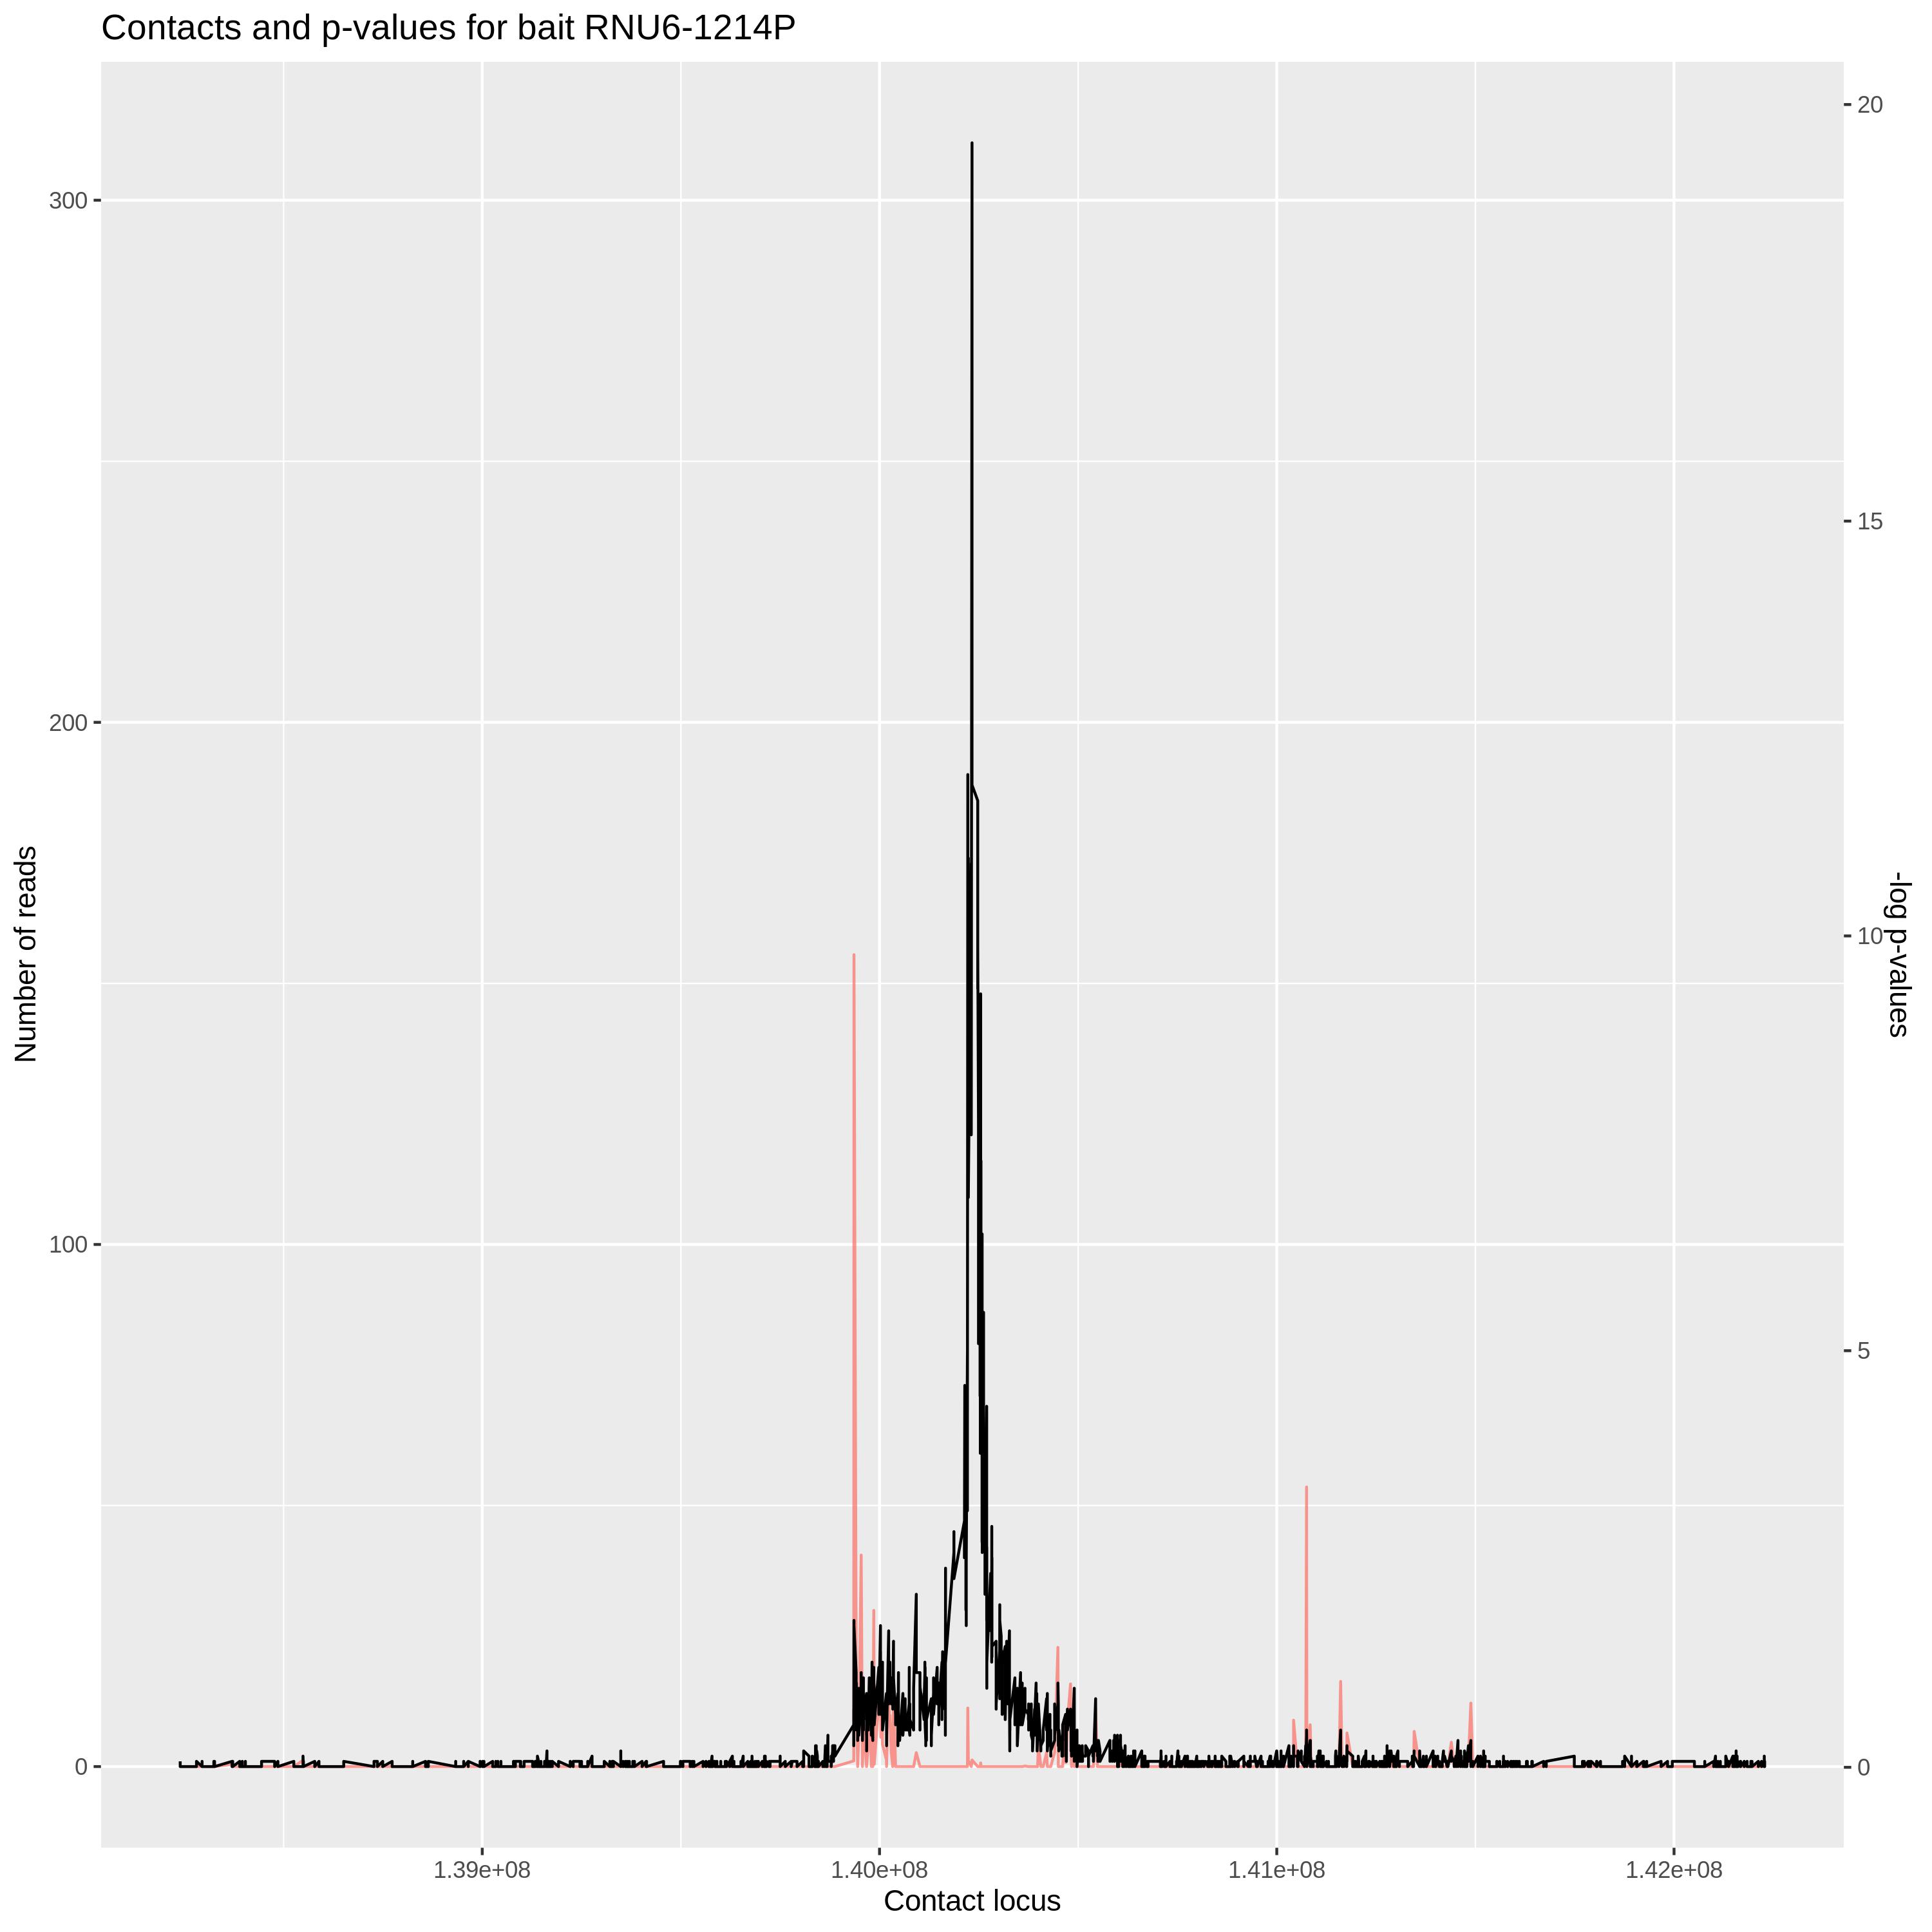 Contacts and p-values for bait RNU6-1214P
300
200
100
0
20
15
10
5
0
Number of reads
-log p-values
1.39e+08
1.40e+08
1.41e+08
1.42e+08
Contact locus